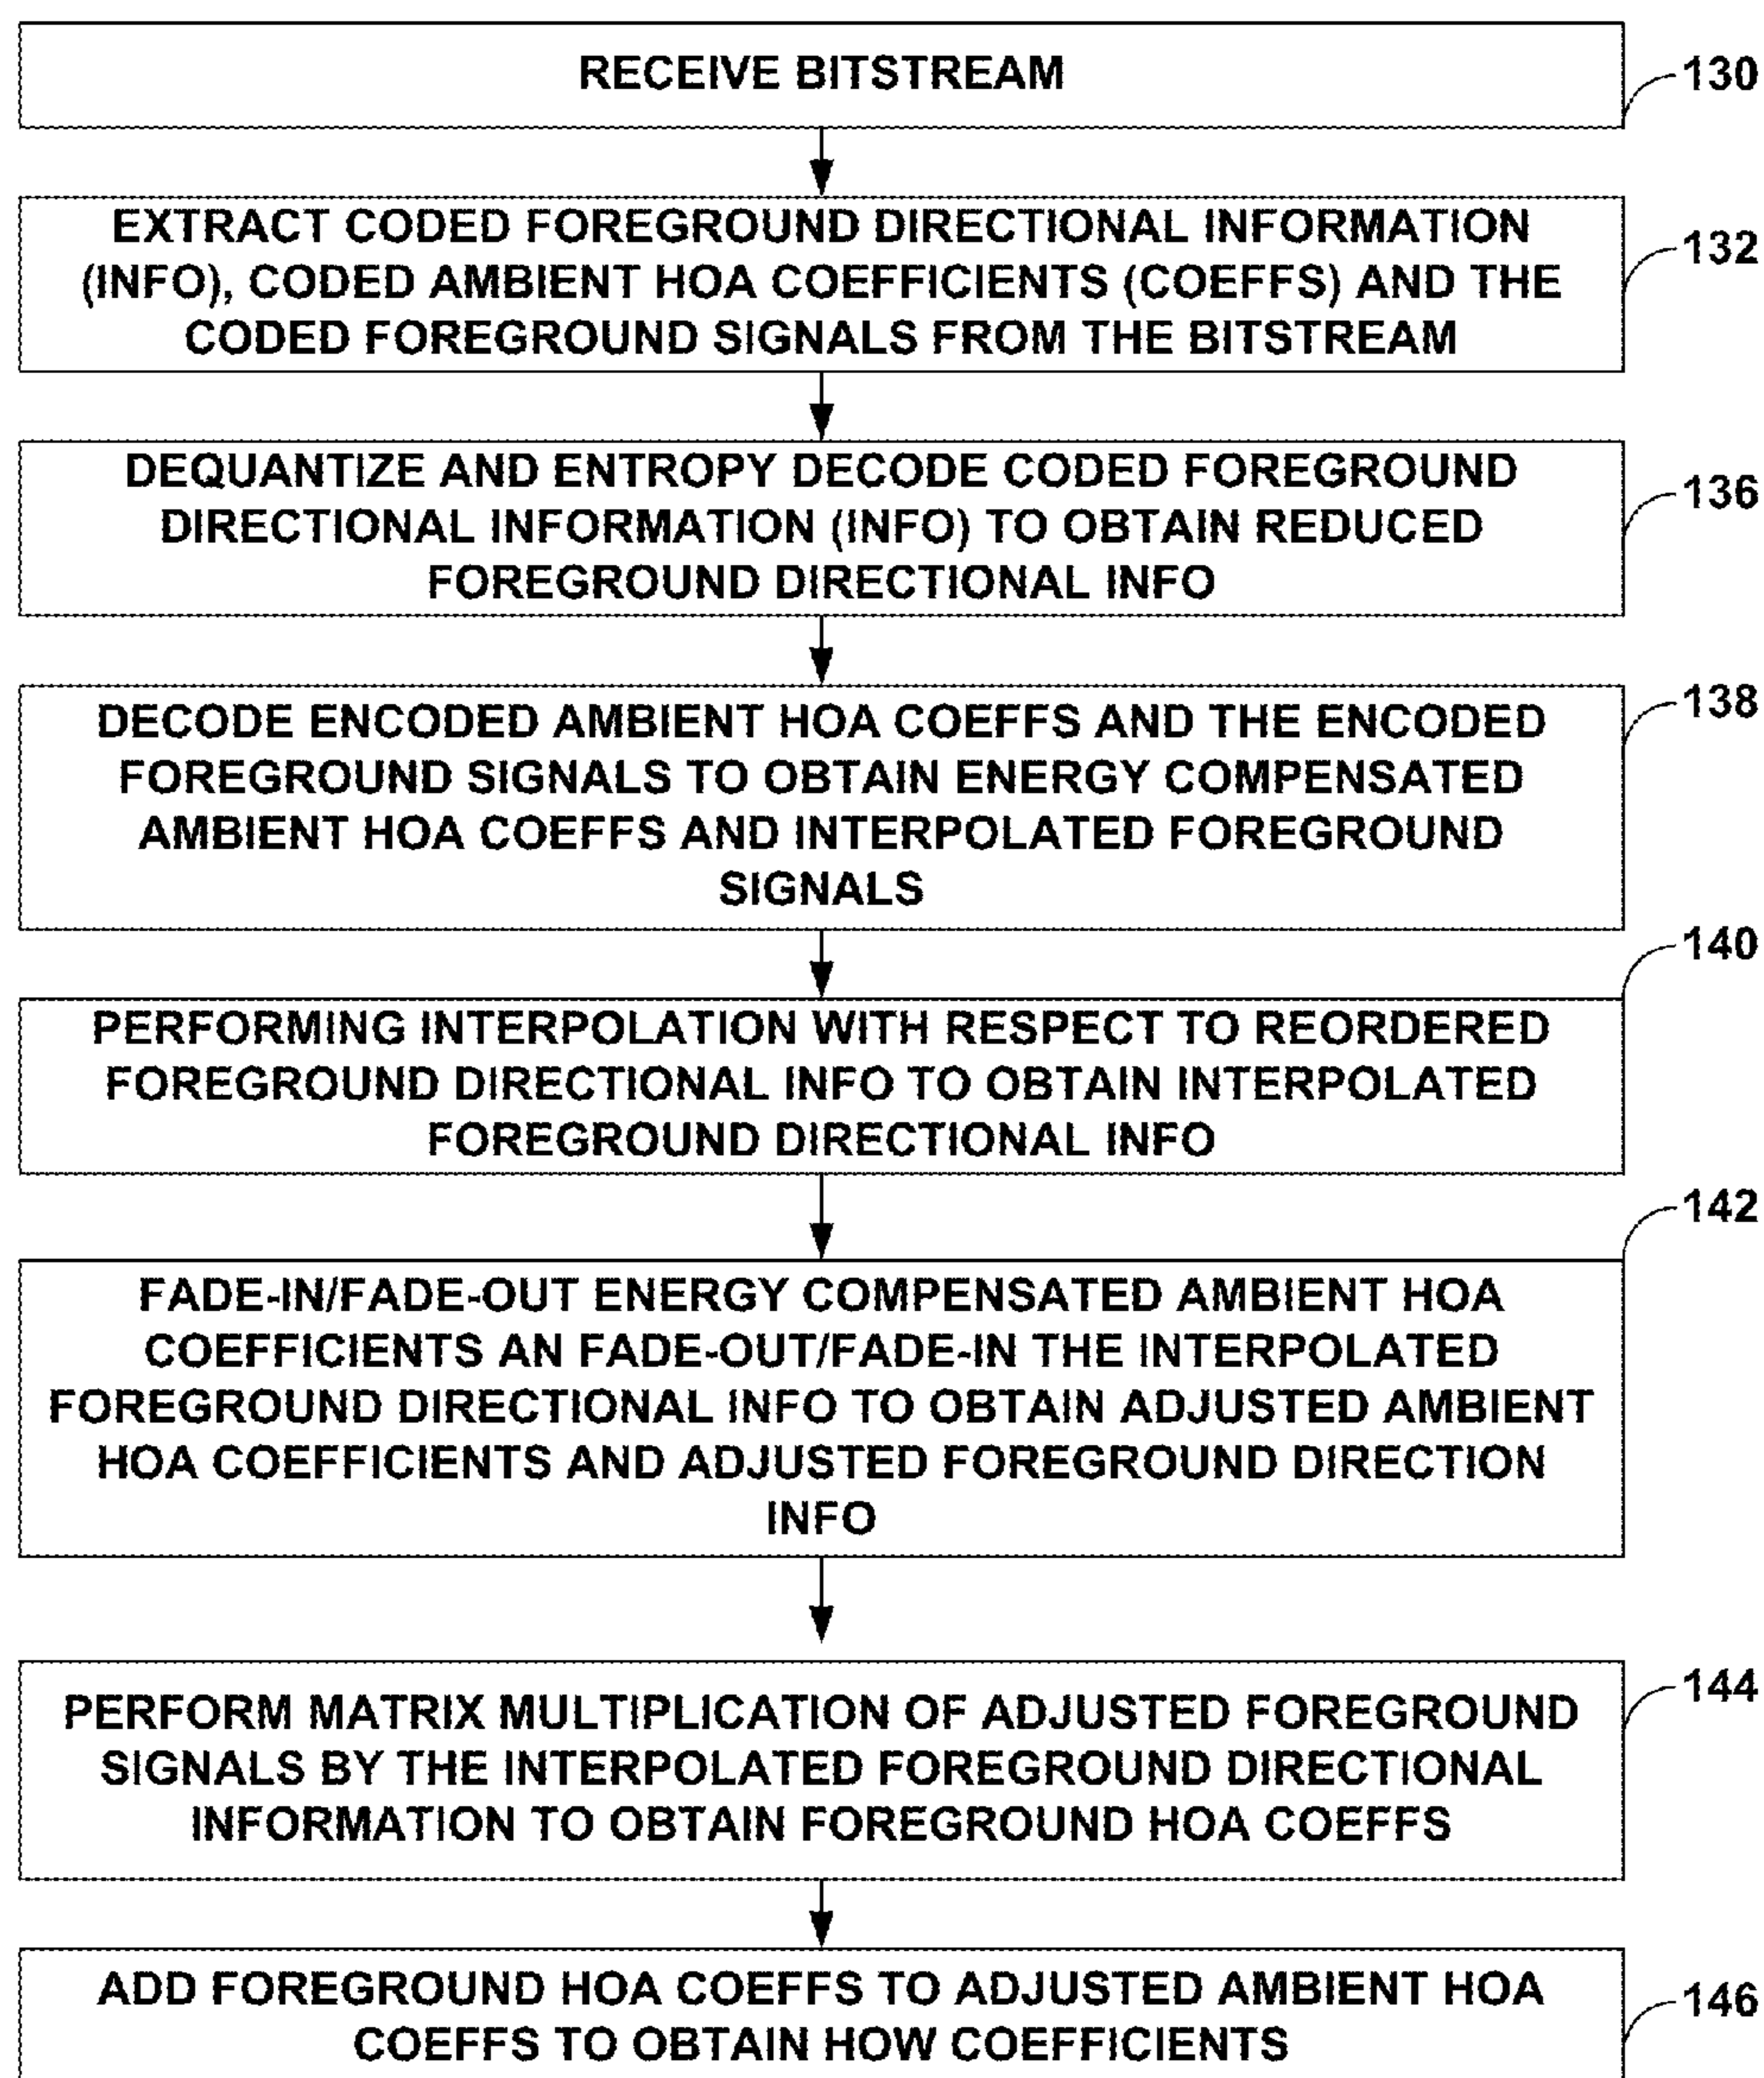 RECEIVE BITSTREAM
130
EXTRACT CODED FOREGROUND DIRECTIONAL INFORMATION
(INFO), CODED AMBIENT HOA COEFFICIENTS (COEFFS) AND THE
CODED FOREGROUND SIGNALS FROM THE BITSTREAM
132
DEQUANTIZE AND ENTROPY DECODE CODED FOREGROUND
DIRECTIONAL INFORMATION (INFO) TO OBTAIN REDUCED
FOREGROUND DIRECTIONAL INFO
136
DECODE ENCODED AMBIENT HOA COEFFS AND THE ENCODED
FOREGROUND SIGNALS TO OBTAIN ENERGY COMPENSATED
AMBIENT HOA COEFFS AND INTERPOLATED FOREGROUND
SIGNALS
138
PERFORMING INTERPOLATION WITH RESPECT TO REORDERED
FOREGROUND DIRECTIONAL INFO TO OBTAIN INTERPOLATED
FOREGROUND DIRECTIONAL INFO
140
FADE-IN/FADE-OUT ENERGY COMPENSATED AMBIENT HOA
COEFFICIENTS AN FADE-OUT/FADE-IN THE INTERPOLATED
FOREGROUND DIRECTIONAL INFO TO OBTAIN ADJUSTED AMBIENT
HOA COEFFICIENTS AND ADJUSTED FOREGROUND DIRECTION
INFO
142
PERFORM MATRIX MULTIPLICATION OF ADJUSTED FOREGROUND
SIGNALS BY THE INTERPOLATED FOREGROUND DIRECTIONAL
INFORMATION TO OBTAIN FOREGROUND HOA COEFFS
144
ADD FOREGROUND HOA COEFFS TO ADJUSTED AMBIENT HOA
COEFFS TO OBTAIN HOW COEFFICIENTS
146